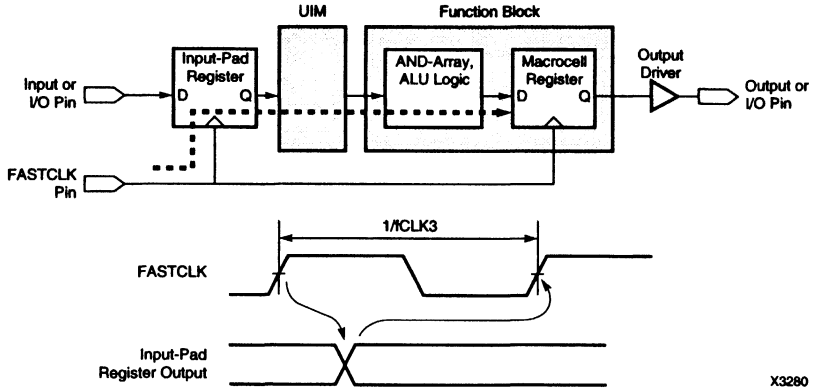 UIM
Function Block
Input-Pad
Register
AND-Array,
ALU Logic
Macrocell
Register
Output
Driver
Input or
I/O Pin
D
Q
D
Q
Output or
I/O Pin
FASTCLK
Pin
1/fCLK3
FASTCLK
Input-Pad
Register Output
X3280